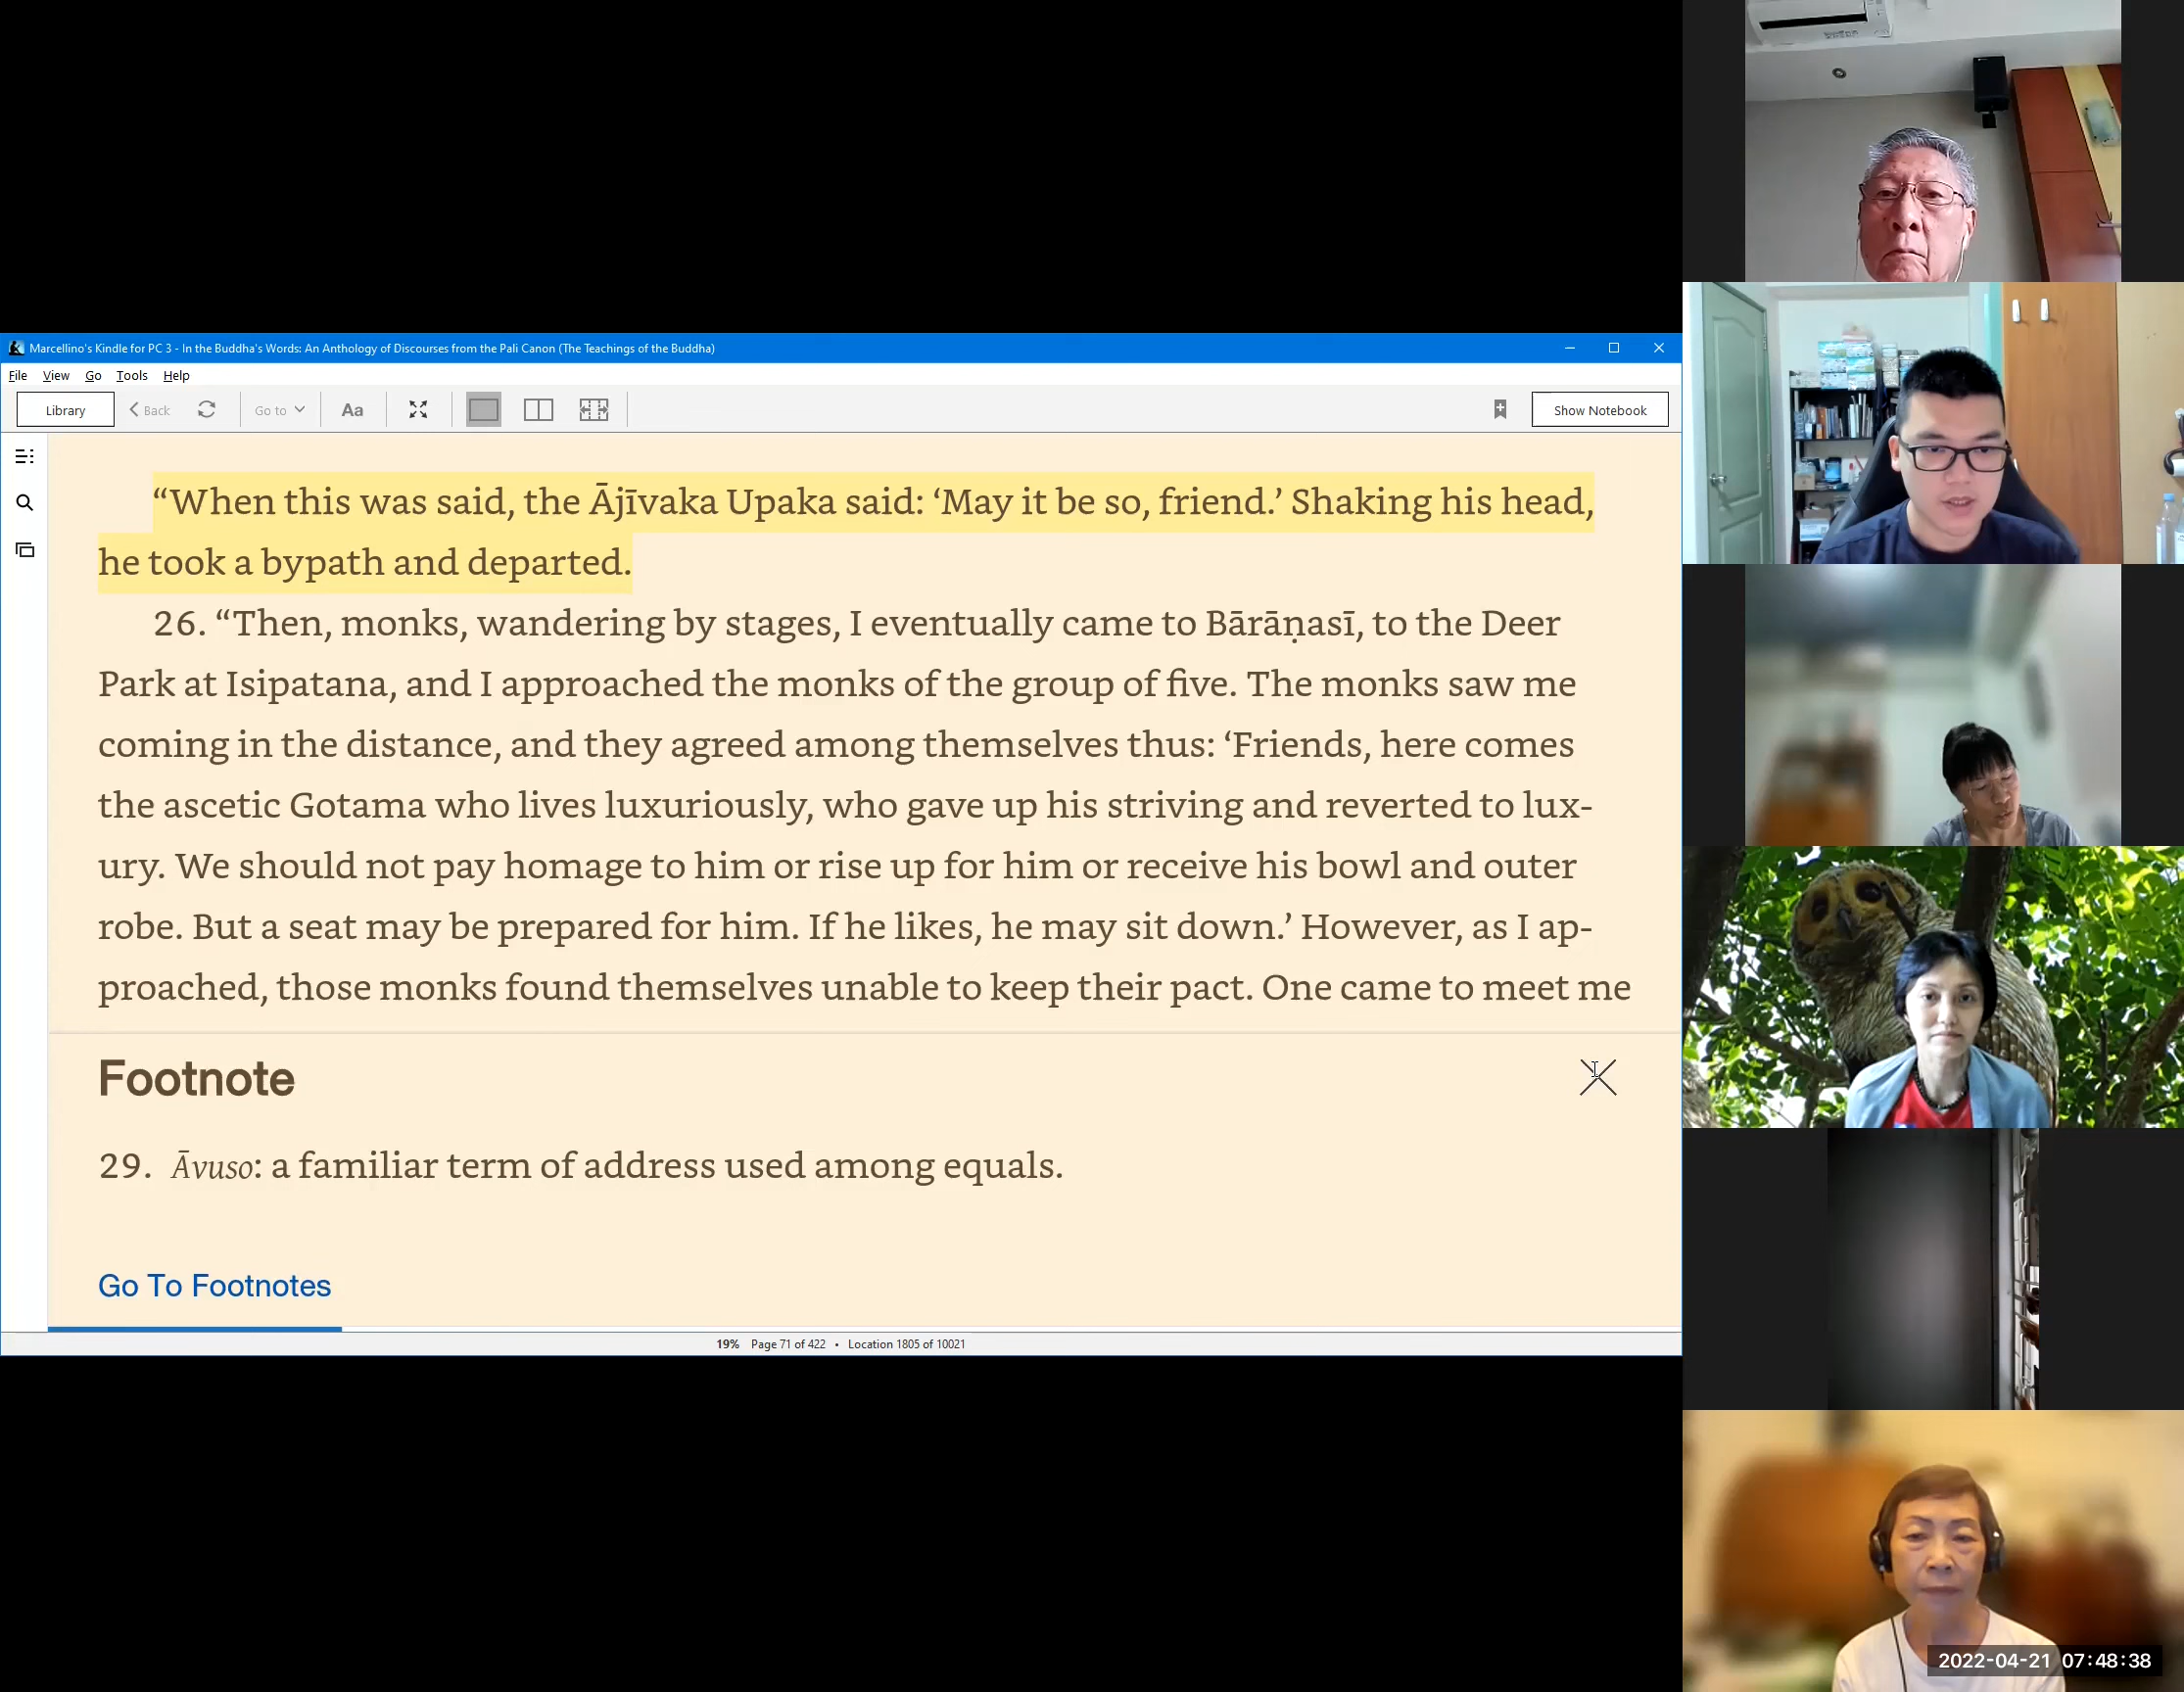 Marcellino's Kindle for PC 3 - In the Buddha's Words: An Anthology of Discourses from the Pali Canon (The Teachings of the Buddha)
File View Go Tools Help
Library Back Go to Aa Show Notebook
“When this was said, the Ājīvaka Upaka said: ‘May it be so, friend.’ Shaking his head,
he took a bypath and departed.
26. “Then, monks, wandering by stages, I eventually came to Bārāṇasī, to the Deer
Park at Isipatana, and I approached the monks of the group of five. The monks saw me
coming in the distance, and they agreed among themselves thus: ‘Friends, here comes
the ascetic Gotama who lives luxuriously, who gave up his striving and reverted to lux-
ury. We should not pay homage to him or rise up for him or receive his bowl and outer
robe. But a seat may be prepared for him. If he likes, he may sit down.’ However, as I ap-
proached, those monks found themselves unable to keep their pact. One came to meet me
Footnote
29. Āvuso: a familiar term of address used among equals.
Go To Footnotes
19% Page 71 of 422 • Location 1805 of 10021
2022-04-21 07:48:38